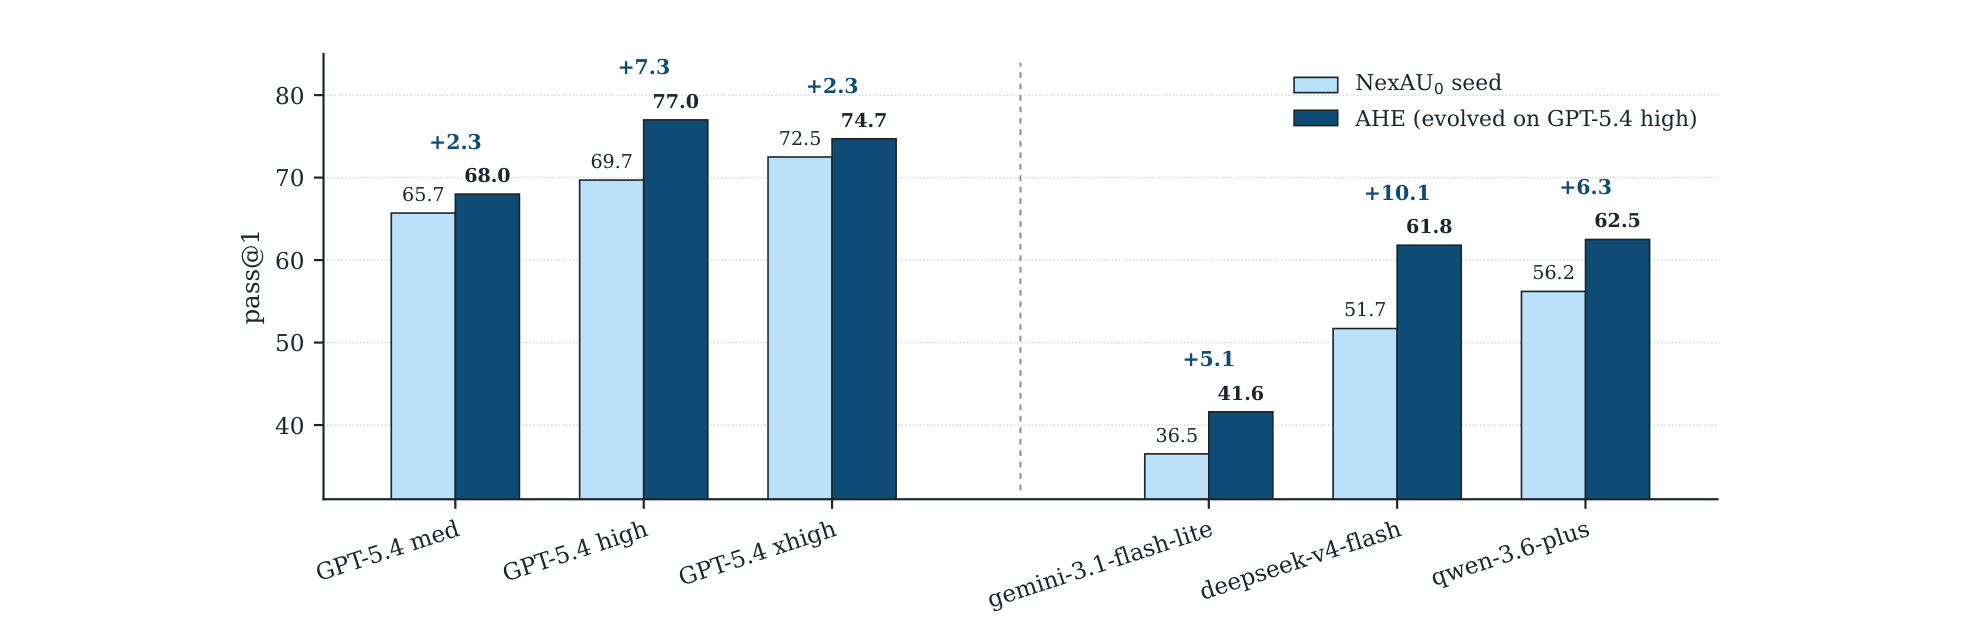 pass@1
80
70
60
50
40
+2.3
65.7
68.0
+7.3
69.7
77.0
+2.3
72.5
74.7
+5.1
36.5
41.6
+10.1
51.7
61.8
+6.3
56.2
62.5
NexAU₀ seed
AHE (evolved on GPT-5.4 high)
GPT-5.4 med
GPT-5.4 high
GPT-5.4 xhigh
gemini-3.1-flash-lite
deepseek-v4-flash
qwen-3.6-plus